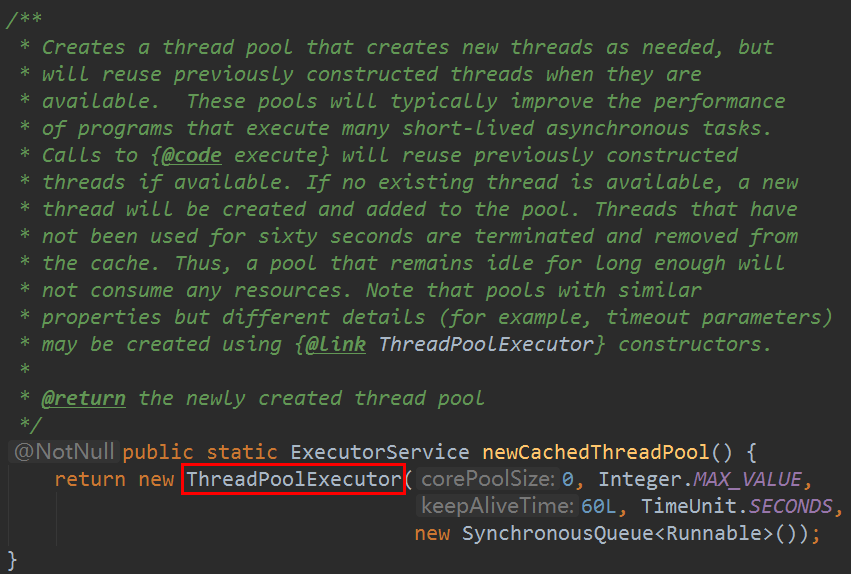 /**
* Creates a thread pool that creates new threads as needed, but
* will reuse previously constructed threads when they are
* available.  These pools will typically improve the performance
* of programs that execute many short-lived asynchronous tasks.
* Calls to {@code execute} will reuse previously constructed
* threads if available. If no existing thread is available, a new
* thread will be created and added to the pool. Threads that have
* not been used for sixty seconds are terminated and removed from
* the cache. Thus, a pool that remains idle for long enough will
* not consume any resources. Note that pools with similar
* properties but different details (for example, timeout parameters)
* may be created using {@link ThreadPoolExecutor} constructors.
*
* @return the newly created thread pool
*/
@NotNull public static ExecutorService newCachedThreadPool() {
return new ThreadPoolExecutor( corePoolSize: 0, Integer.MAX_VALUE,
keepAliveTime: 60L, TimeUnit.SECONDS,
new SynchronousQueue<Runnable>());
}